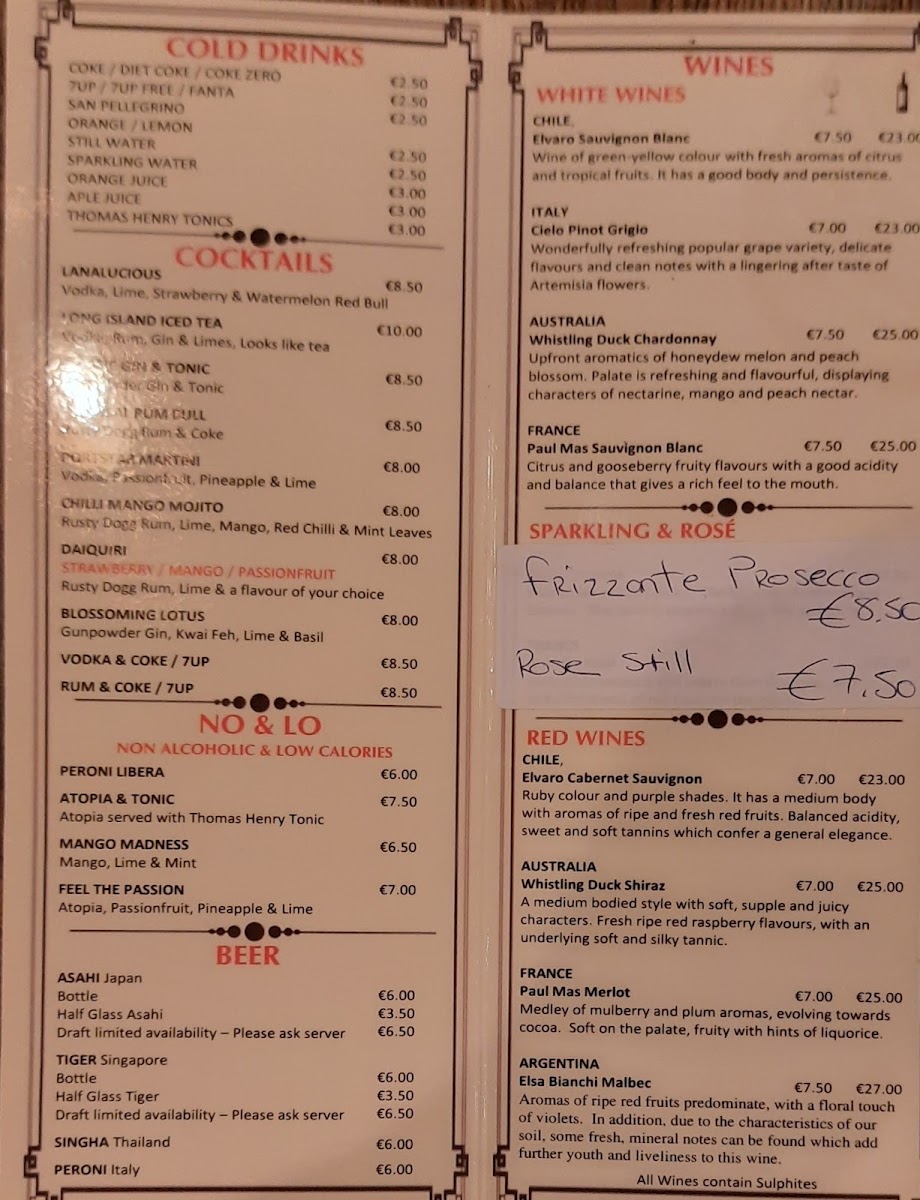 COLD DRINKS
COKE / DIET COKE / COKE ZERO €2.50
7UP / 7UP FREE / FANTA €2.50
SAN PELLEGRINO €2.50
ORANGE / LEMON
STILL WATER €2.50
SPARKLING WATER €2.50
ORANGE JUICE €3.00
APLE JUICE €3.00
THOMAS HENRY TONICS €3.00
COCKTAILS
LANALUCIOUS €8.50
Vodka, Lime, Strawberry & Watermelon Red Bull
LONG ISLAND ICED TEA €10.00
Rum, Gin & Limes, Looks like tea
GIN & TONIC €8.50
Gin & Tonic
€8.50
Rum & Coke
MARTINI €8.00
Vodka, Passionfruit, Pineapple & Lime
CHILLI MANGO MOJITO €8.00
Rusty Dogg Rum, Lime, Mango, Red Chilli & Mint Leaves
DAIQUIRI €8.00
STRAWBERRY / MANGO / PASSIONFRUIT
Rusty Dogg Rum, Lime & a flavour of your choice
BLOSSOMING LOTUS €8.00
Gunpowder Gin, Kwai Feh, Lime & Basil
VODKA & COKE / 7UP €8.50
RUM & COKE / 7UP €8.50
NO & LO
NON ALCOHOLIC & LOW CALORIES
PERONI LIBERA €6.00
ATOPIA & TONIC €7.50
Atopia served with Thomas Henry Tonic
MANGO MADNESS €6.50
Mango, Lime & Mint
FEEL THE PASSION €7.00
Atopia, Passionfruit, Pineapple & Lime
BEER
ASAHI Japan
Bottle €6.00
Half Glass Asahi €3.50
Draft limited availability – Please ask server €6.50
TIGER Singapore
Bottle €6.00
Half Glass Tiger €3.50
Draft limited availability – Please ask server €6.50
SINGHA Thailand €6.00
PERONI Italy €6.00
WINES
WHITE WINES
CHILE,
Elvaro Sauvignon Blanc €7.50 €23.00
Wine of green-yellow colour with fresh aromas of citrus
and tropical fruits. It has a good body and persistence.
ITALY
Cielo Pinot Grigio €7.00 €23.00
Wonderfully refreshing popular grape variety, delicate
flavours and clean notes with a lingering after taste of
Artemisia flowers.
AUSTRALIA
Whistling Duck Chardonnay €7.50 €25.00
Upfront aromatics of honeydew melon and peach
blossom. Palate is refreshing and flavourful, displaying
characters of nectarine, mango and peach nectar.
FRANCE
Paul Mas Sauvignon Blanc €7.50 €25.00
Citrus and gooseberry fruity flavours with a good acidity
and balance that gives a rich feel to the mouth.
SPARKLING & ROSÉ
Frizzante Prosecco
€8.50
Rose Still €7.50
RED WINES
CHILE,
Elvaro Cabernet Sauvignon €7.00 €23.00
Ruby colour and purple shades. It has a medium body
with aromas of ripe and fresh red fruits. Balanced acidity,
sweet and soft tannins which confer a general elegance.
AUSTRALIA
Whistling Duck Shiraz €7.00 €25.00
A medium bodied style with soft, supple and juicy
characters. Fresh ripe red raspberry flavours, with an
underlying soft and silky tannic.
FRANCE
Paul Mas Merlot €7.00 €25.00
Medley of mulberry and plum aromas, evolving towards
cocoa. Soft on the palate, fruity with hints of liquorice.
ARGENTINA
Elsa Bianchi Malbec €7.50 €27.00
Aromas of ripe red fruits predominate, with a floral touch
of violets. In addition, due to the characteristics of our
soil, some fresh, mineral notes can be found which add
further youth and liveliness to this wine.
All Wines contain Sulphites